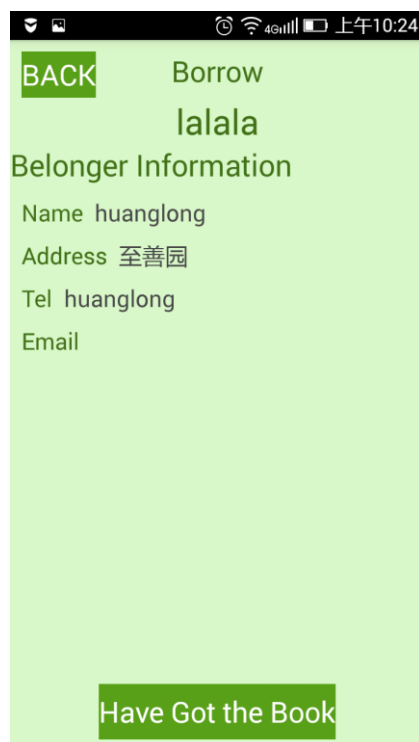 4G 上午10:24
BACK Borrow
lalala
Belonger Information
Name huanglong
Address 至善园
Tel huanglong
Email
Have Got the Book